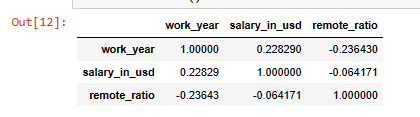 ()
Out[12]:
work_year salary_in_usd remote_ratio
work_year 1.00000 0.228290 -0.236430
salary_in_usd 0.22829 1.000000 -0.064171
remote_ratio -0.23643 -0.064171 1.000000